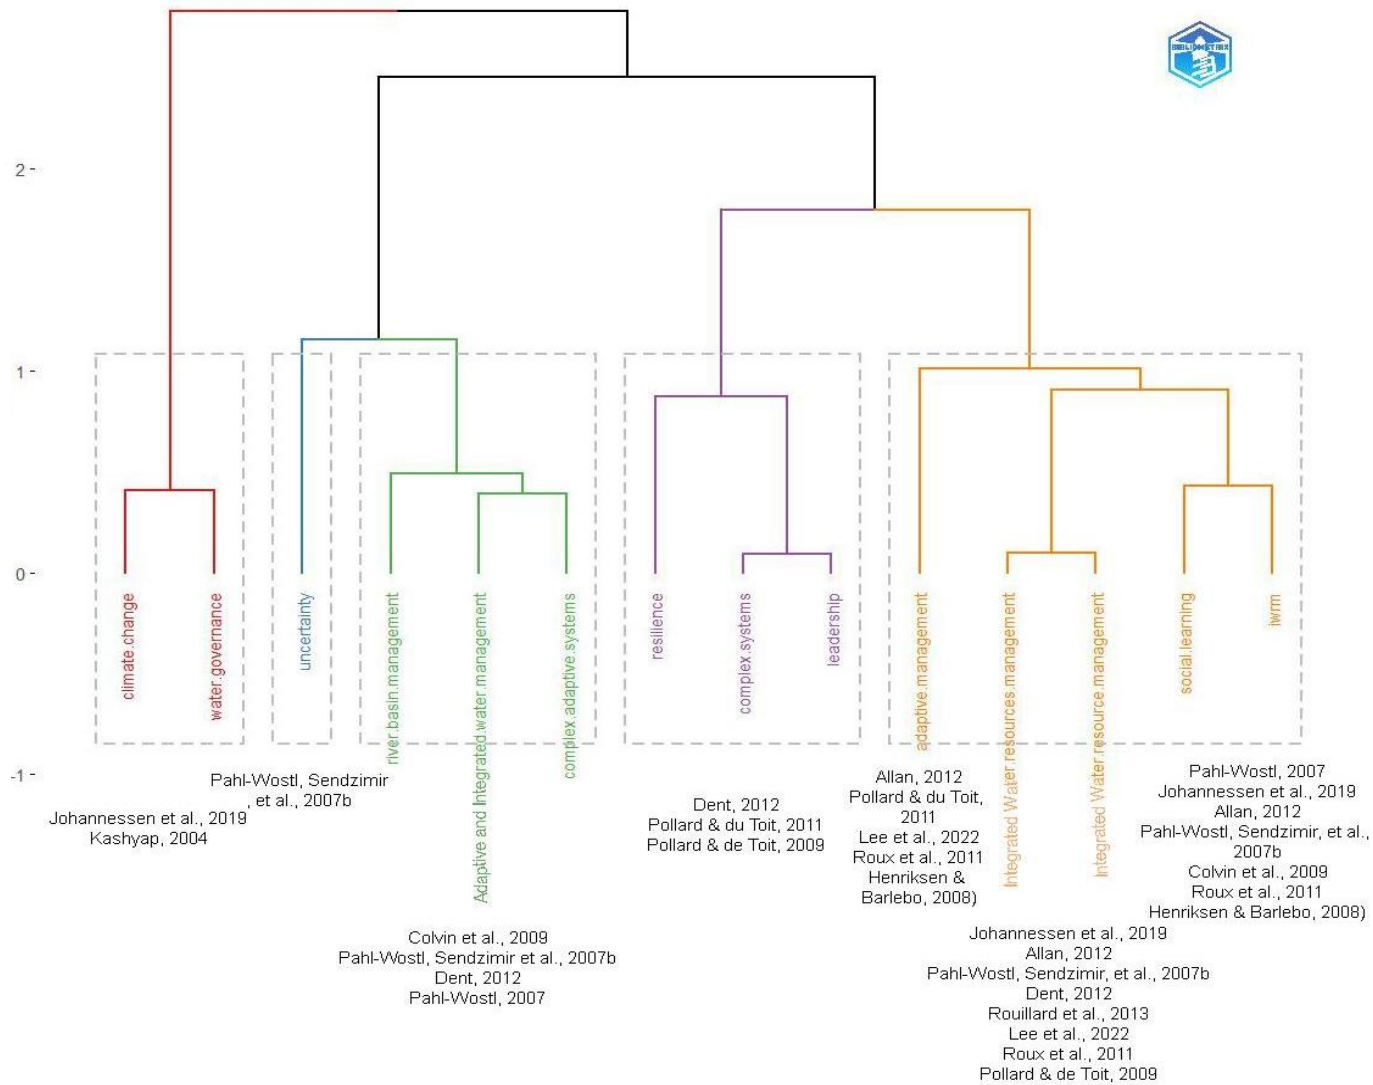 BIBLIOMETRIX
2
1
0
-1
climate.change
water.governance
uncertainty
river.basin.management
Adaptive and Integrated.water.management
complex.adaptive.systems
resilience
complex.systems
leadership
adaptive.management
Integrated Water.resources.management
Integrated Water.resource.management
social.learning
iwrm
Johannessen et al., 2019
Kashyap, 2004
Pahl-Wostl, Sendzimir
, et al., 2007b
Colvin et al., 2009
Pahl-Wostl, Sendzimir et al., 2007b
Dent, 2012
Pahl-Wostl, 2007
Dent, 2012
Pollard & du Toit, 2011
Pollard & de Toit, 2009
Allan, 2012
Pollard & du Toit,
2011
Lee et al., 2022
Roux et al., 2011
Henriksen &
Barlebo, 2008)
Johannessen et al., 2019
Allan, 2012
Pahl-Wostl, Sendzimir, et al., 2007b
Dent, 2012
Rouillard et al., 2013
Lee et al., 2022
Roux et al., 2011
Pollard & de Toit, 2009
Pahl-Wostl, 2007
Johannessen et al., 2019
Allan, 2012
Pahl-Wostl, Sendzimir, et al.,
2007b
Colvin et al., 2009
Roux et al., 2011
Henriksen & Barlebo, 2008)